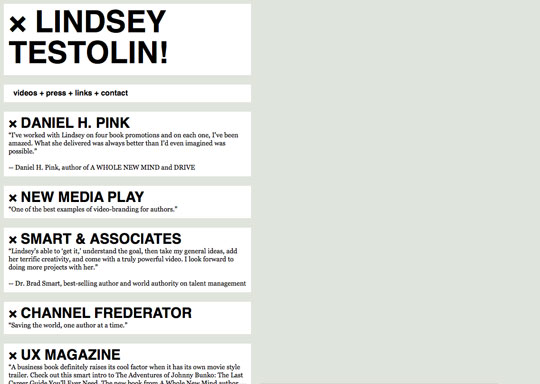 × LINDSEY
TESTOLIN!
videos + press + links + contact
× DANIEL H. PINK
"I've worked with Lindsey on four book promotions and on each one, I've been
amazed. What she delivered was always better than I'd even imagined was
possible."
— Daniel H. Pink, author of A WHOLE NEW MIND and DRIVE
× NEW MEDIA PLAY
"One of the best examples of video-branding for authors."
× SMART & ASSOCIATES
"Lindsey's able to 'get it,' understand the goal, then take my general ideas, add
her terrific creativity, and come with a truly powerful video. I look forward to
doing more projects with her."
— Dr. Brad Smart, best-selling author and world authority on talent management
× CHANNEL FREDERATOR
"Saving the world, one author at a time."
× UX MAGAZINE
"A business book definitely raises its cool factor when it has its own movie style
trailer. Check out this smart intro to The Adventures of Johnny Bunko: The Last
Career Guide You'll Ever Need. The new book from A Whole New Mind author